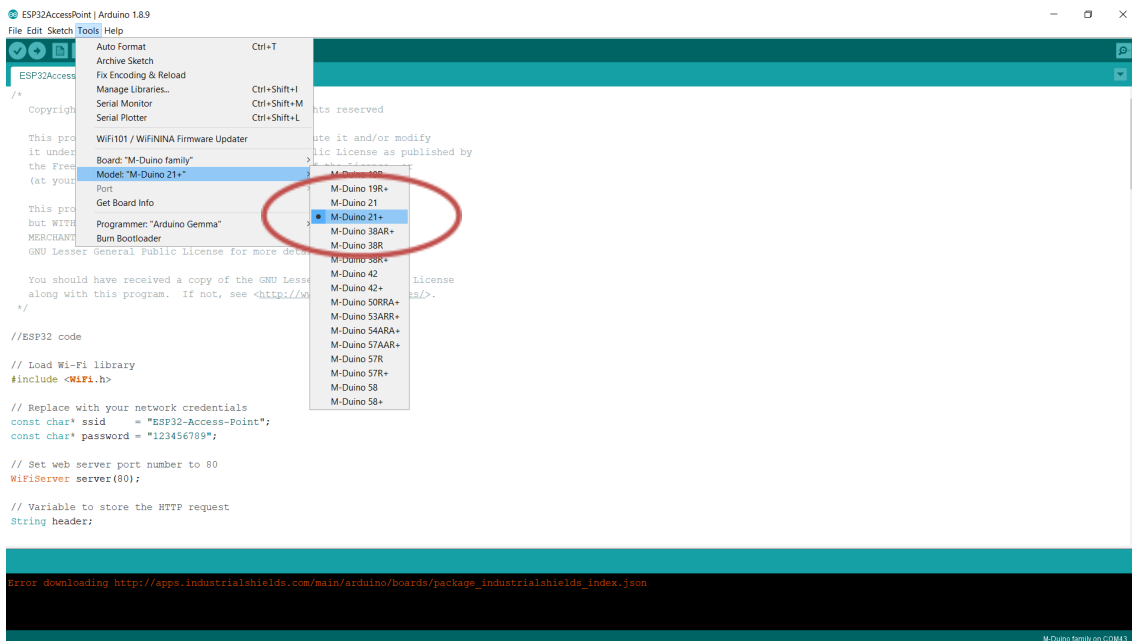 ESP32AccessPoint | Arduino 1.8.9
File Edit Sketch Tools Help
Auto Format Ctrl+T
Archive Sketch
Fix Encoding & Reload
Manage Libraries... Ctrl+Shift+I
Serial Monitor Ctrl+Shift+M
Serial Plotter Ctrl+Shift+L
WiFi101 / WiFiNINA Firmware Updater
Board: "M-Duino family"
Model: "M-Duino 21+"
Port
Get Board Info
Programmer: "Arduino Gemma"
Burn Bootloader
M-Duino 19R
M-Duino 19R+
M-Duino 21
M-Duino 21+
M-Duino 38AR+
M-Duino 38R
M-Duino 38R+
M-Duino 42
M-Duino 42+
M-Duino 50RRA+
M-Duino 53ARR+
M-Duino 54ARA+
M-Duino 57AAR+
M-Duino 57R
M-Duino 57R+
M-Duino 58
M-Duino 58+
ESP32Access
/*
Copyrigh hts reserved
This pro ute it and/or modify
it under lic License as published by
the Free
(at your
This pro
but WITH
MERCHANT
GNU Lesser General Public License for more deta
You should have received a copy of the GNU Lesse License
along with this program. If not, see <http://w es/>.
*/
//ESP32 code
// Load Wi-Fi library
#include <WiFi.h>
// Replace with your network credentials
const char* ssid = "ESP32-Access-Point";
const char* password = "123456789";
// Set web server port number to 80
WiFiServer server(80);
// Variable to store the HTTP request
String header;
Error downloading http://apps.industrialshields.com/main/arduino/boards/package_industrialshields_index.json
M-Duino family on COM43